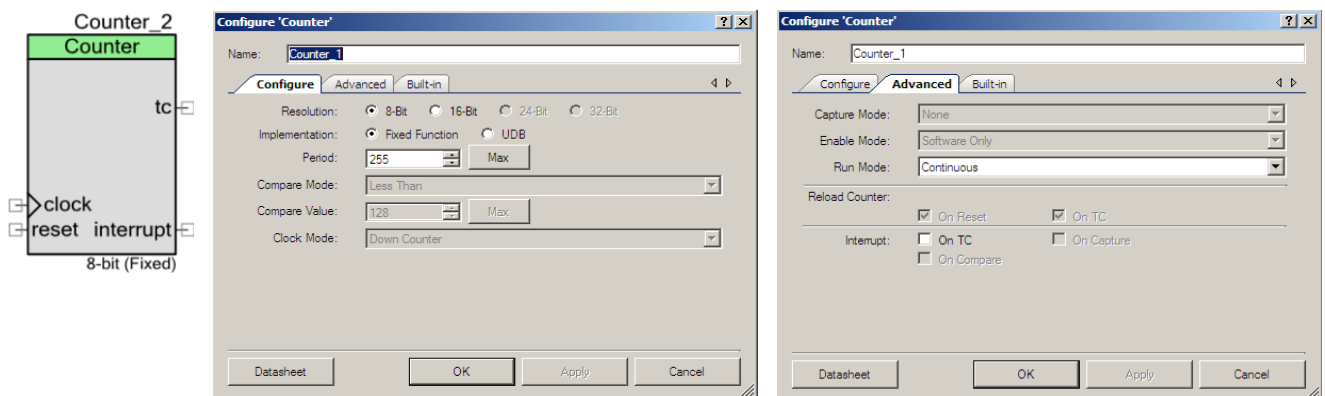 Counter_2
Counter
tc
clock
reset interrupt
8-bit (Fixed)
Configure 'Counter'
Name: Counter_1
Configure Advanced Built-in
Resolution: 8-Bit 16-Bit 24-Bit 32-Bit
Implementation: Fixed Function UDB
Period: 255 Max
Compare Mode: Less Than
Compare Value: 128 Max
Clock Mode: Down Counter
Datasheet OK Apply Cancel
Configure 'Counter'
Name: Counter_1
Configure Advanced Built-in
Capture Mode: None
Enable Mode: Software Only
Run Mode: Continuous
Reload Counter:
On Reset On TC
Interrupt: On TC On Capture
On Compare
Datasheet OK Apply Cancel